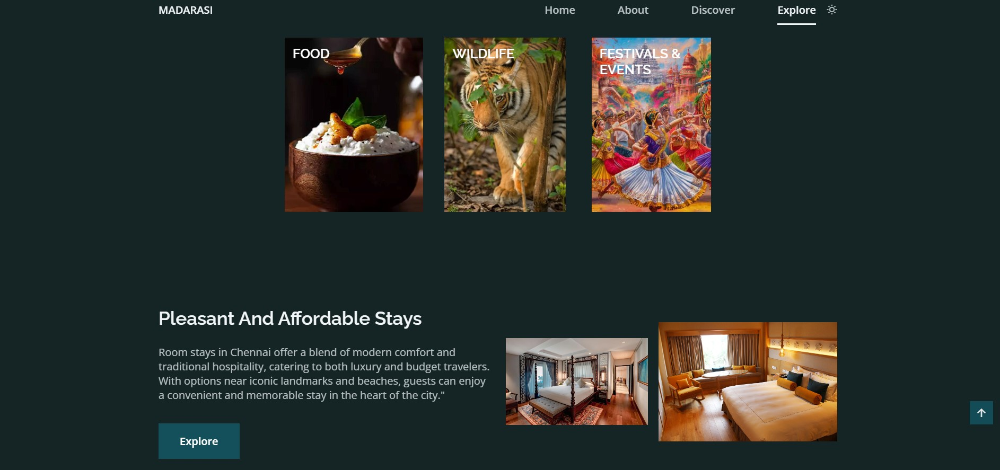 MADARASI
Home
About
Discover
Explore
FOOD
WILDLIFE
FESTIVALS &
EVENTS
Pleasant And Affordable Stays
Room stays in Chennai offer a blend of modern comfort and
traditional hospitality, catering to both luxury and budget travelers.
With options near iconic landmarks and beaches, guests can enjoy
a convenient and memorable stay in the heart of the city."
Explore